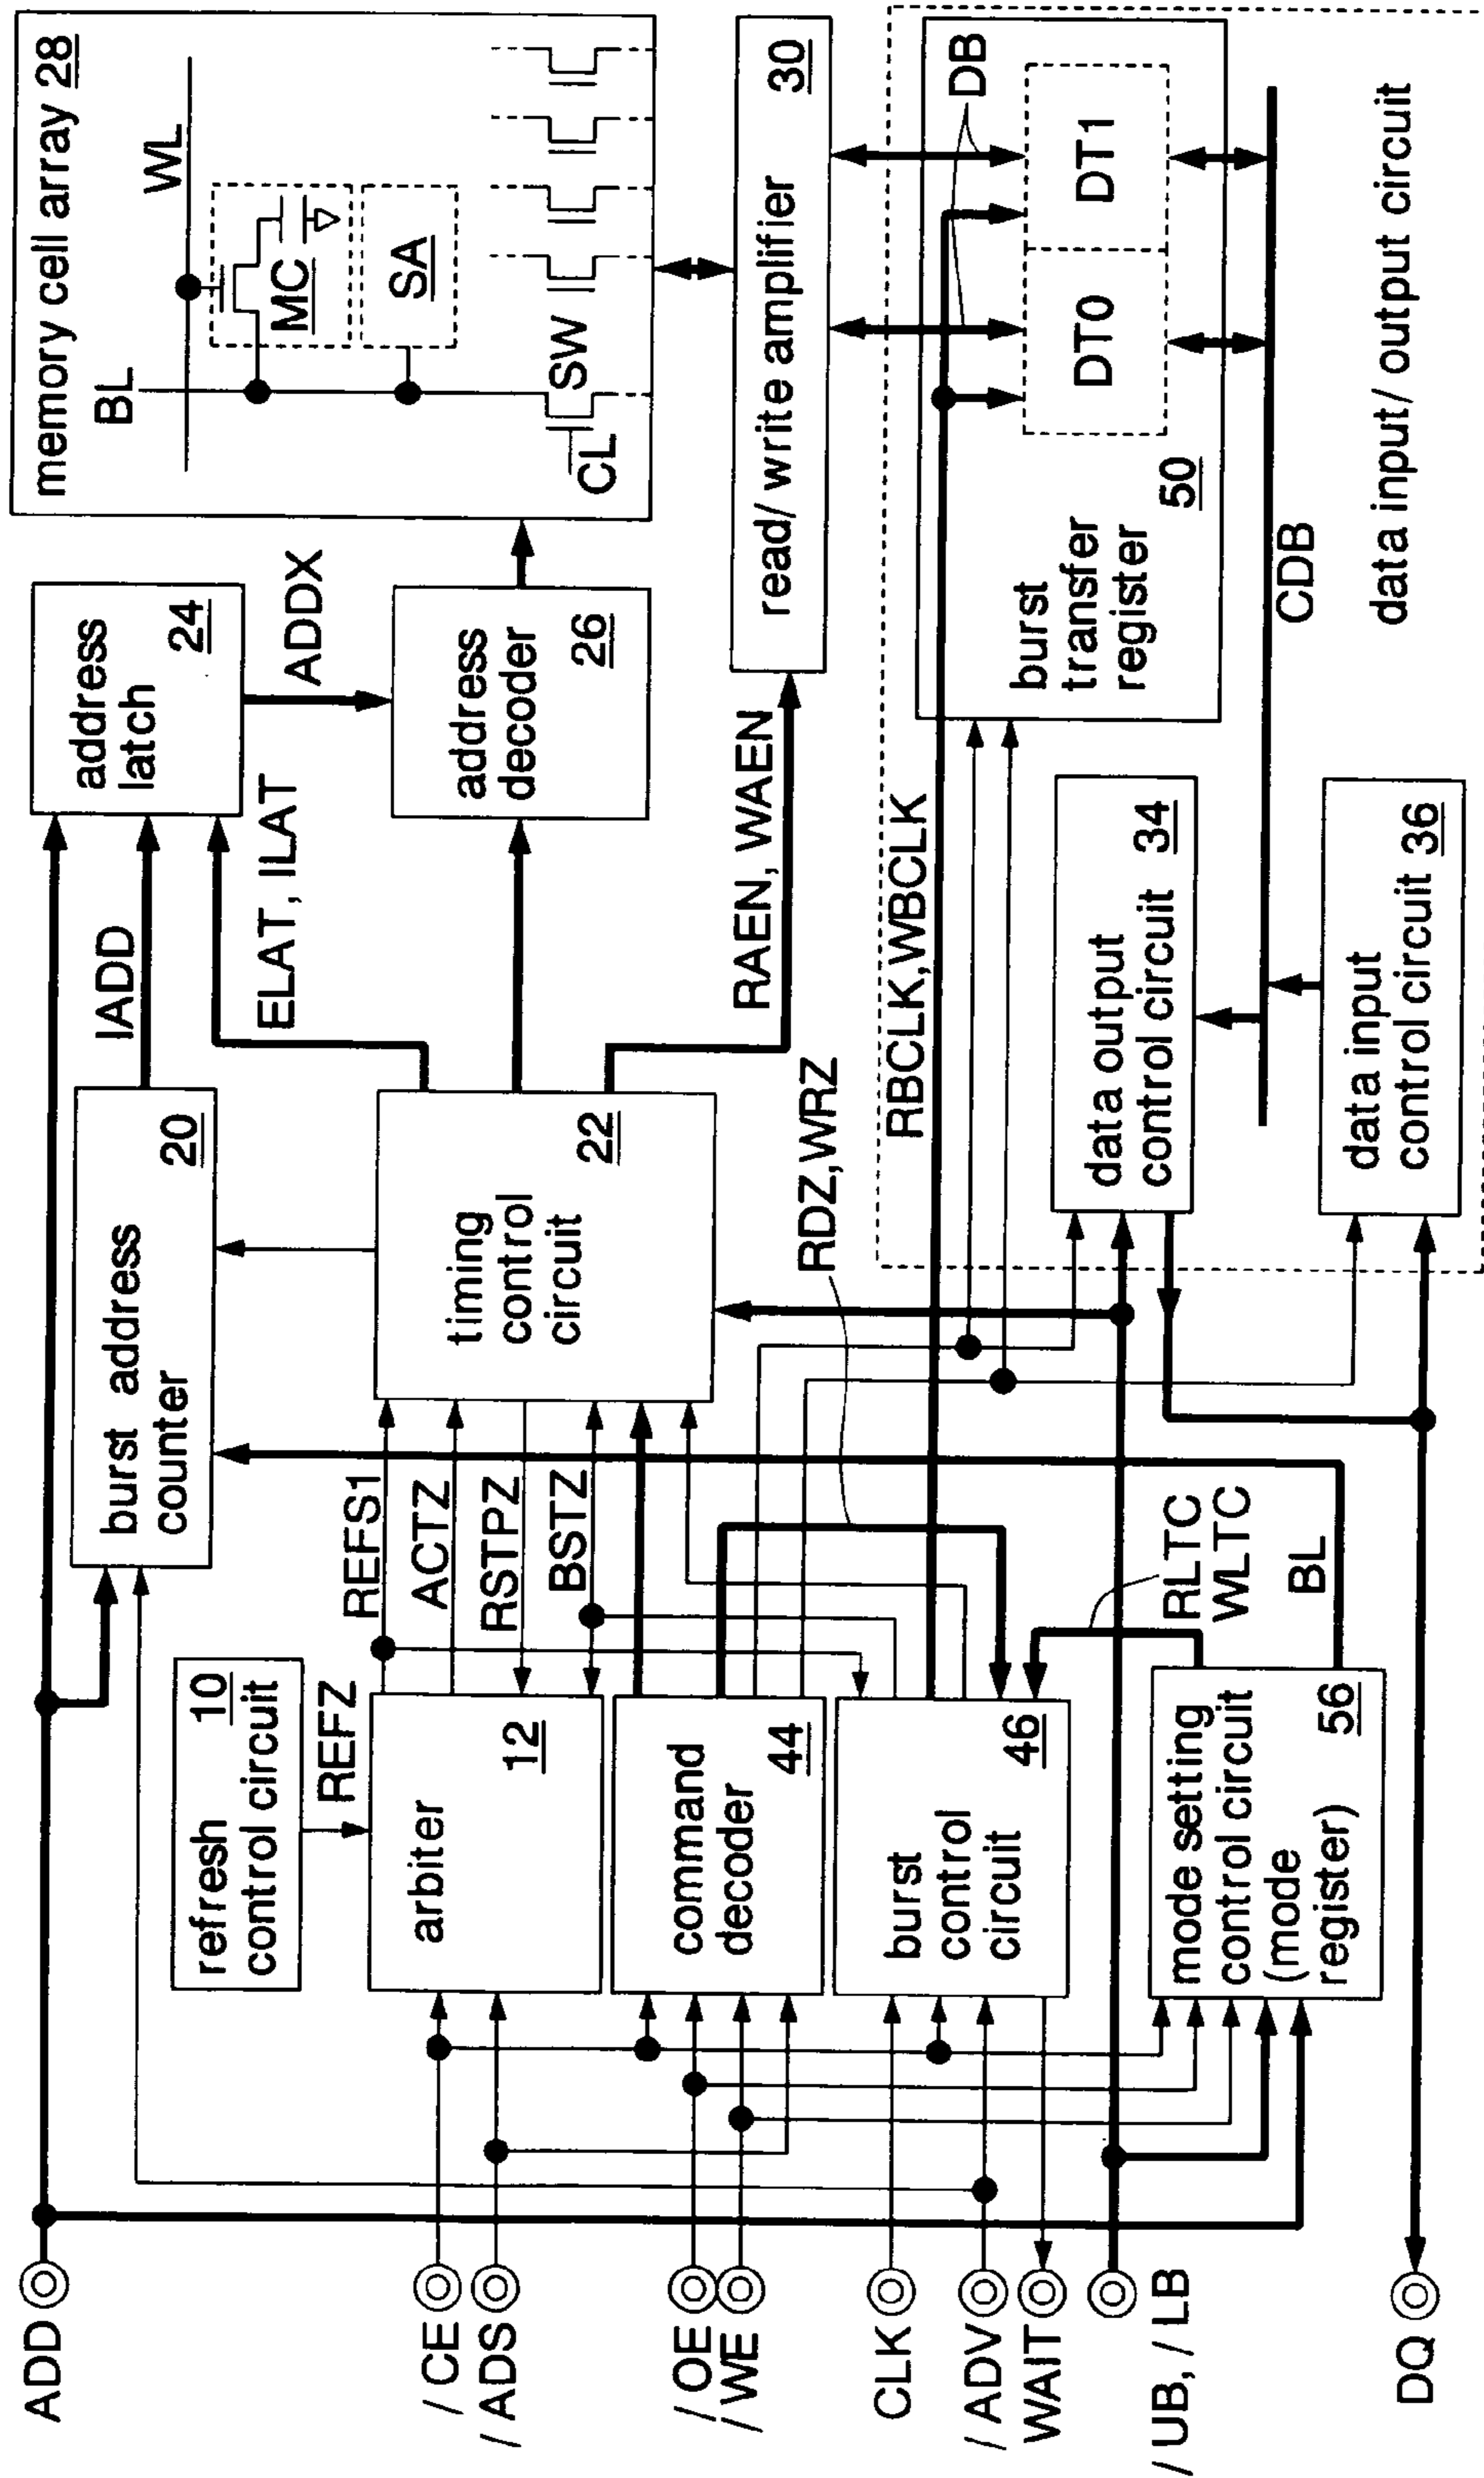 ADD
/ CE
/ ADS
/ OE
/ WE
CLK
/ ADV
WAIT
/ UB, / LB
DQ
refresh 10
control circuit
REFZ
arbiter
12
command
decoder
44
burst
control
circuit
46
mode setting
control circuit
(mode
register) 56
REFS1
ACTZ
RSTPZ
BSTZ
RLTC
WLTC
BL
burst address
counter
20
timing
control
circuit
22
RDZ,WRZ
IADD
ELAT, ILAT
RAEN, WAEN
RBCLK,WBCLK
address
latch
24
ADDX
address
decoder
26
memory cell array 28
BL
WL
MC
SA
SW
CL
read/ write amplifier 30
DB
DT0
DT1
burst
transfer
register
50
CDB
data output
control circuit 34
data input
control circuit 36
data input/ output circuit